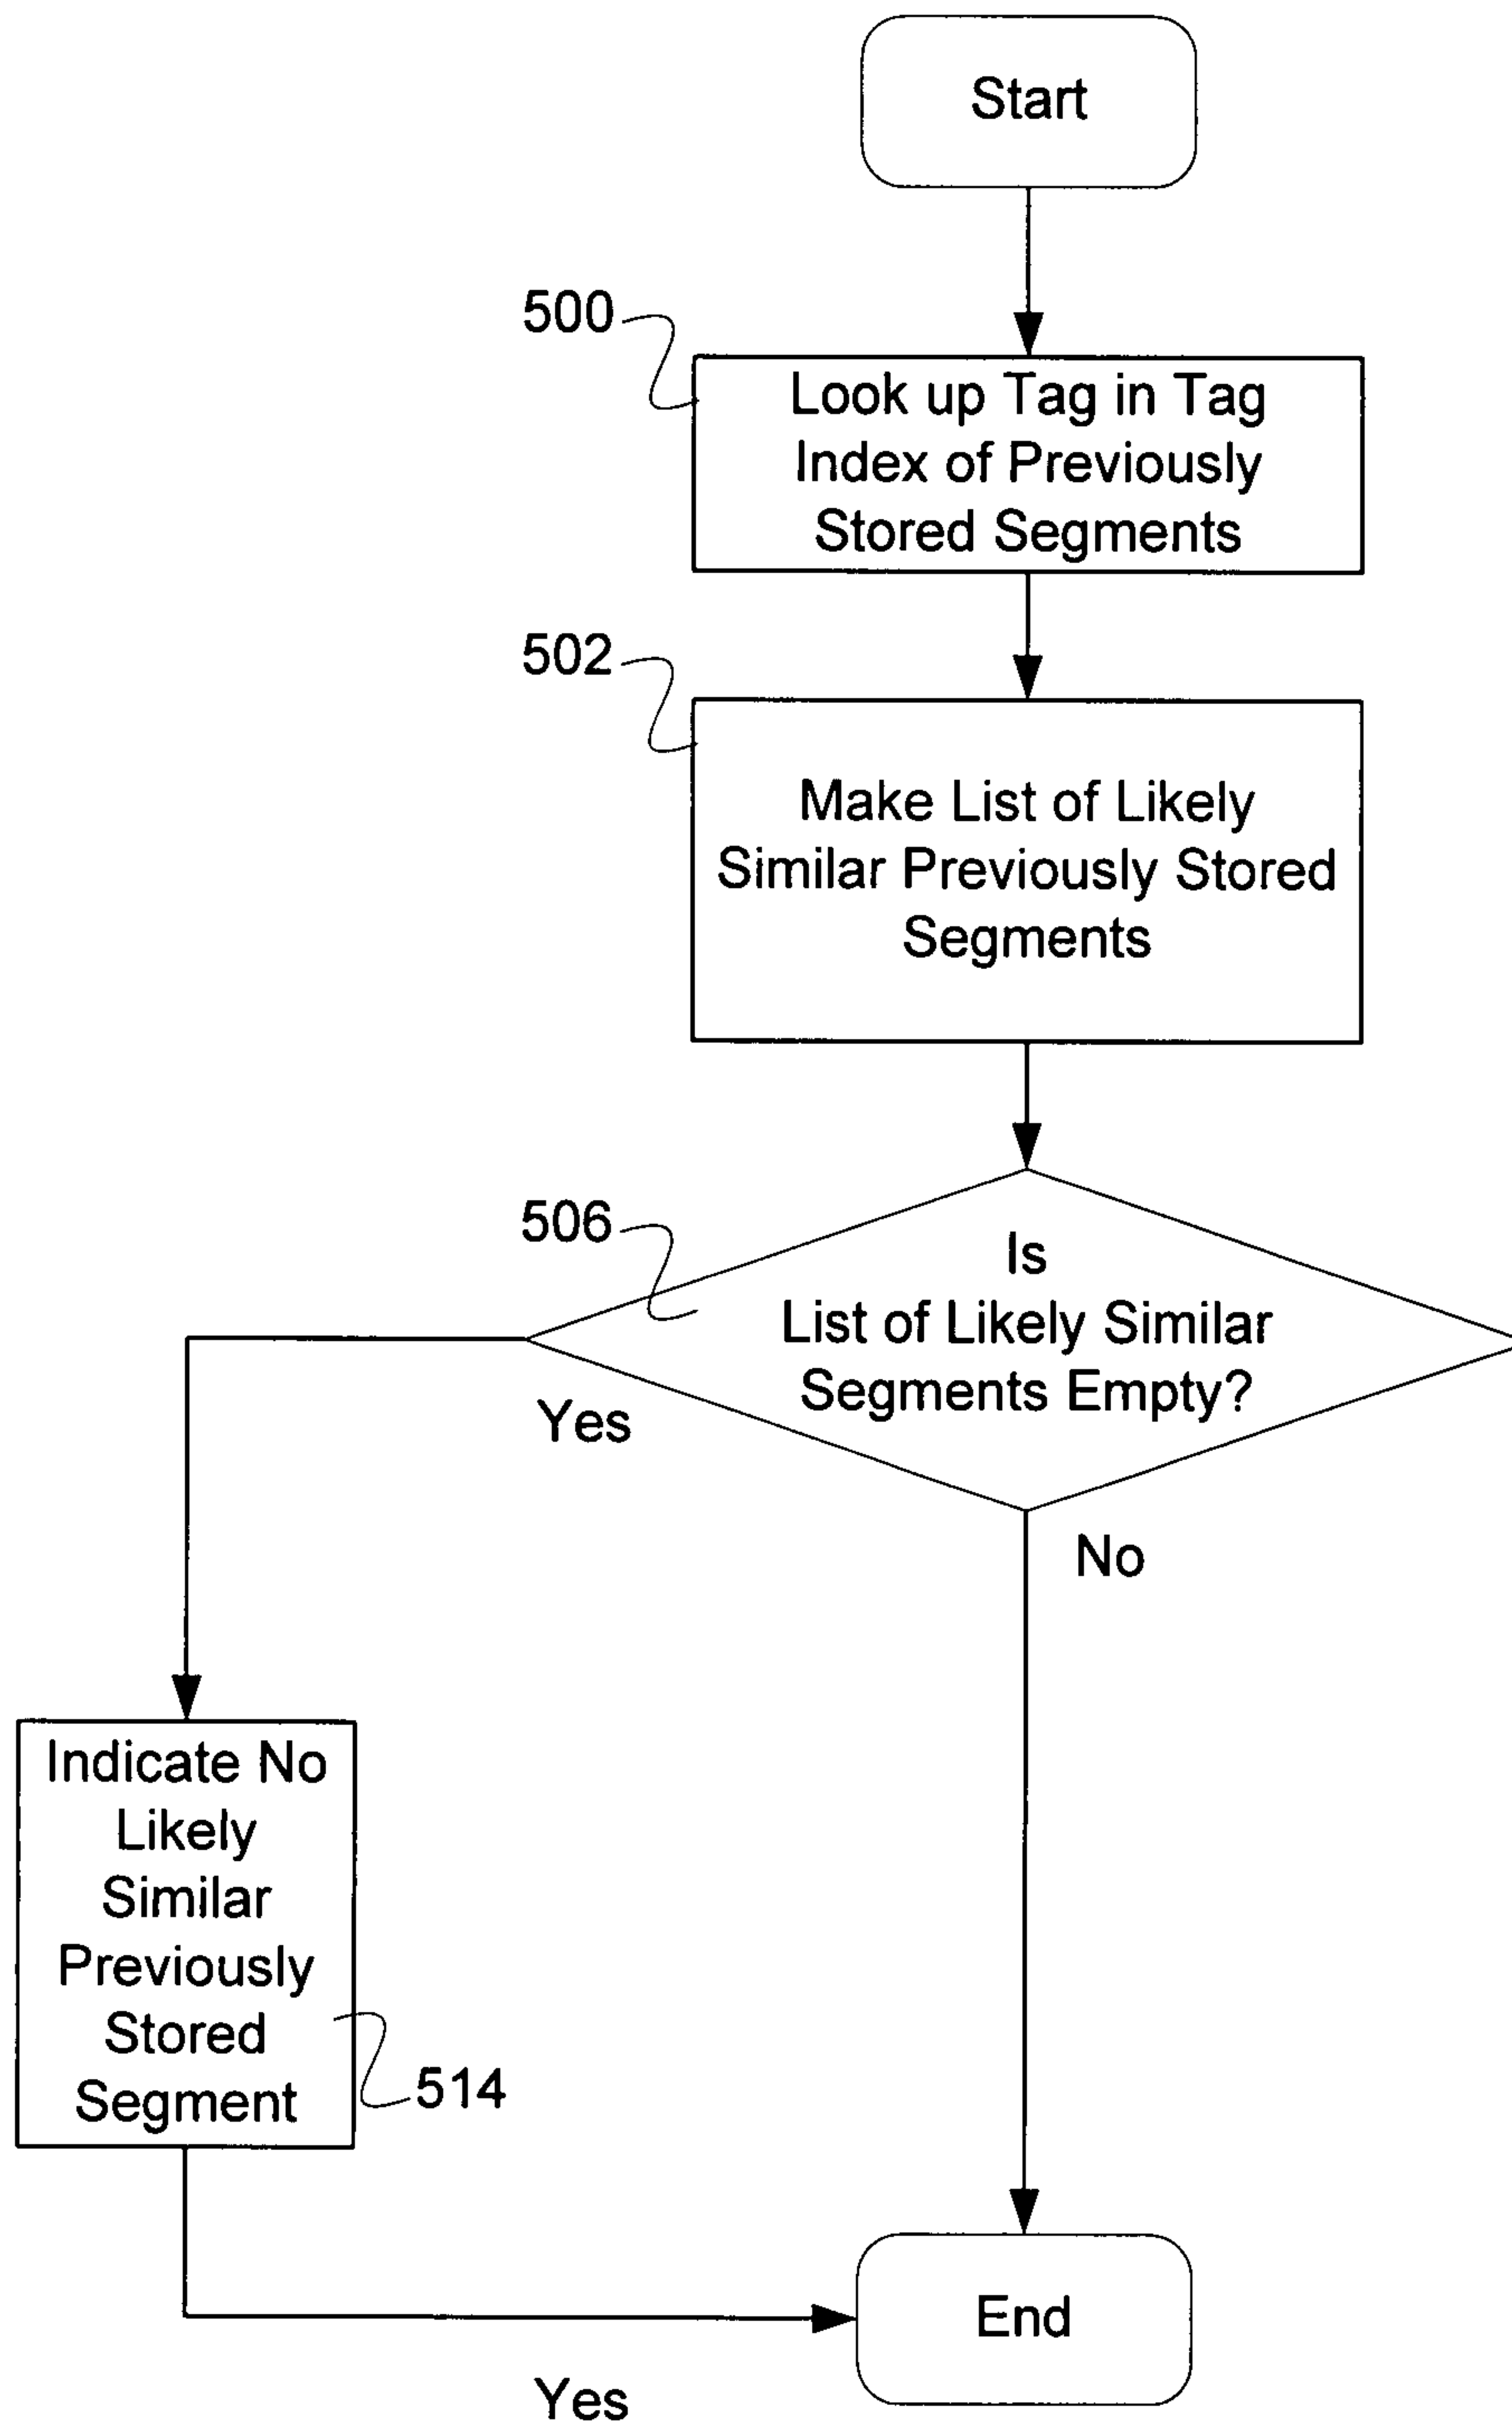 Start
500
Look up Tag in Tag
Index of Previously
Stored Segments
502
Make List of Likely
Similar Previously Stored
Segments
506
Is
List of Likely Similar
Segments Empty?
Yes
No
Indicate No
Likely
Similar
Previously
Stored
Segment
514
End
Yes